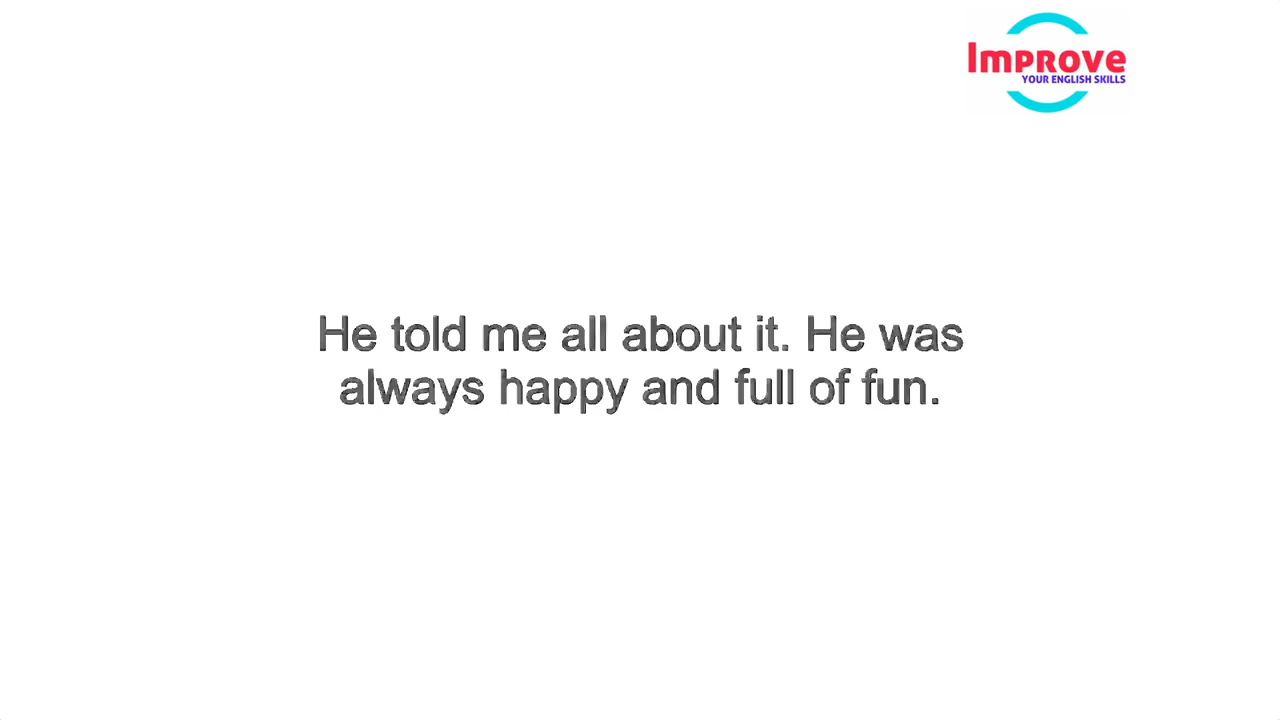 Improve
YOUR ENGLISH SKILLS
He told me all about it. He was
always happy and full of fun.